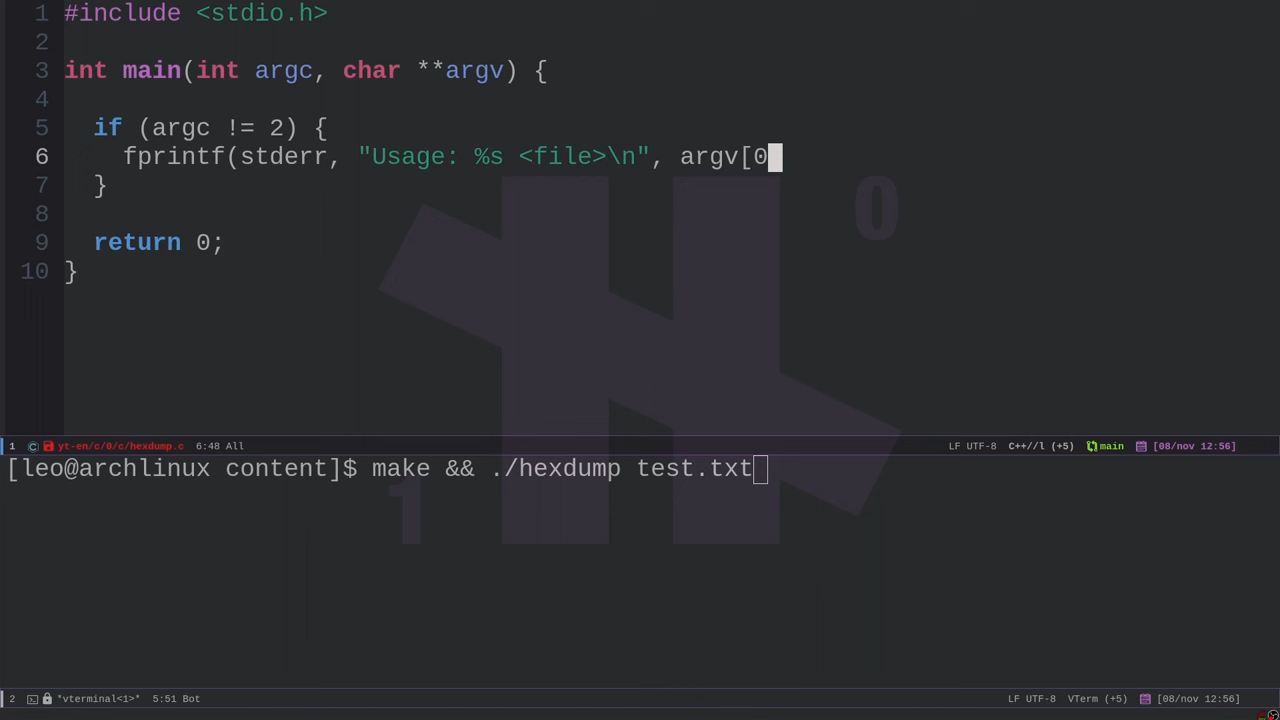 1 #include <stdio.h>
2
3 int main(int argc, char **argv) {
4
5 if (argc != 2) {
6 fprintf(stderr, "Usage: %s <file>\n", argv[0
7 }
8
9 return 0;
10 }
0
1
1 yt-en/c/0/c/hexdump.c 6:48 All LF UTF-8 C++//l (+5) main [08/nov 12:56]
[leo@archlinux content]$ make && ./hexdump test.txt
2 *vterminal<1>* 5:51 Bot LF UTF-8 VTerm (+5) [08/nov 12:56]